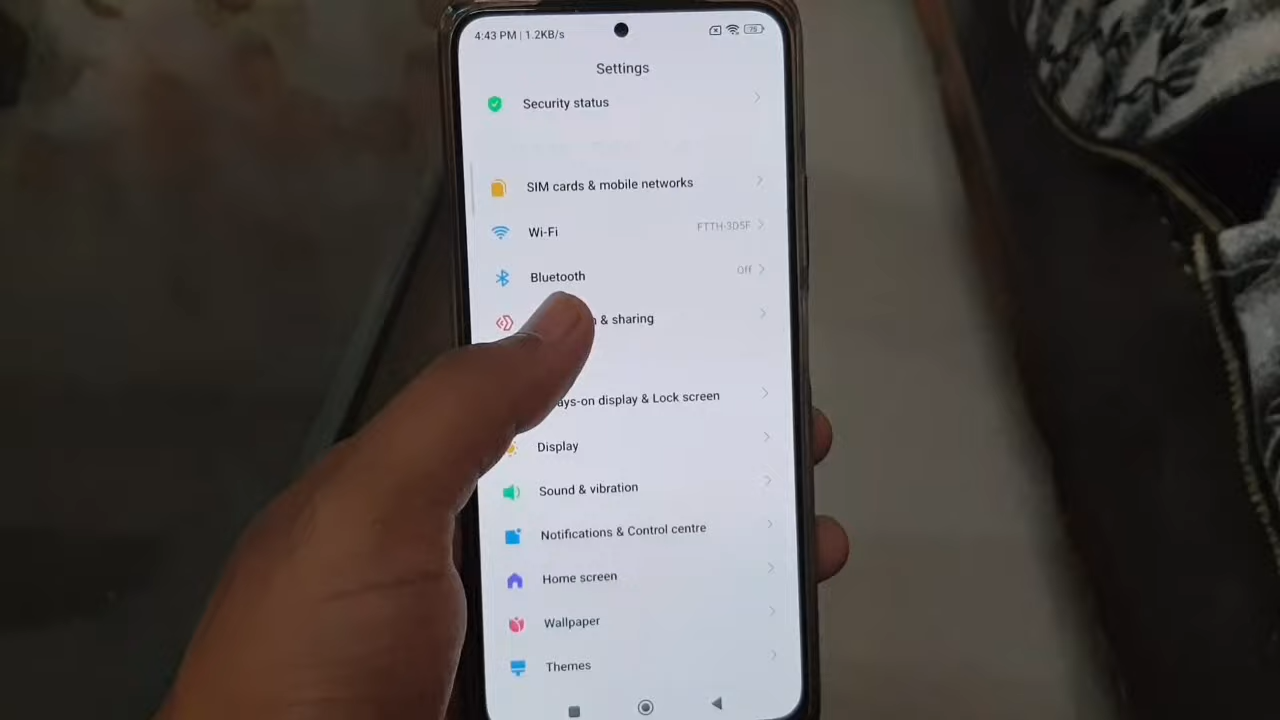 4:43 PM | 1.2KB/s
75
Settings
Security status
SIM cards & mobile networks
Wi-Fi FTTH-3D5F
Bluetooth Off
& sharing
ays-on display & Lock screen
Display
Sound & vibration
Notifications & Control centre
Home screen
Wallpaper
Themes